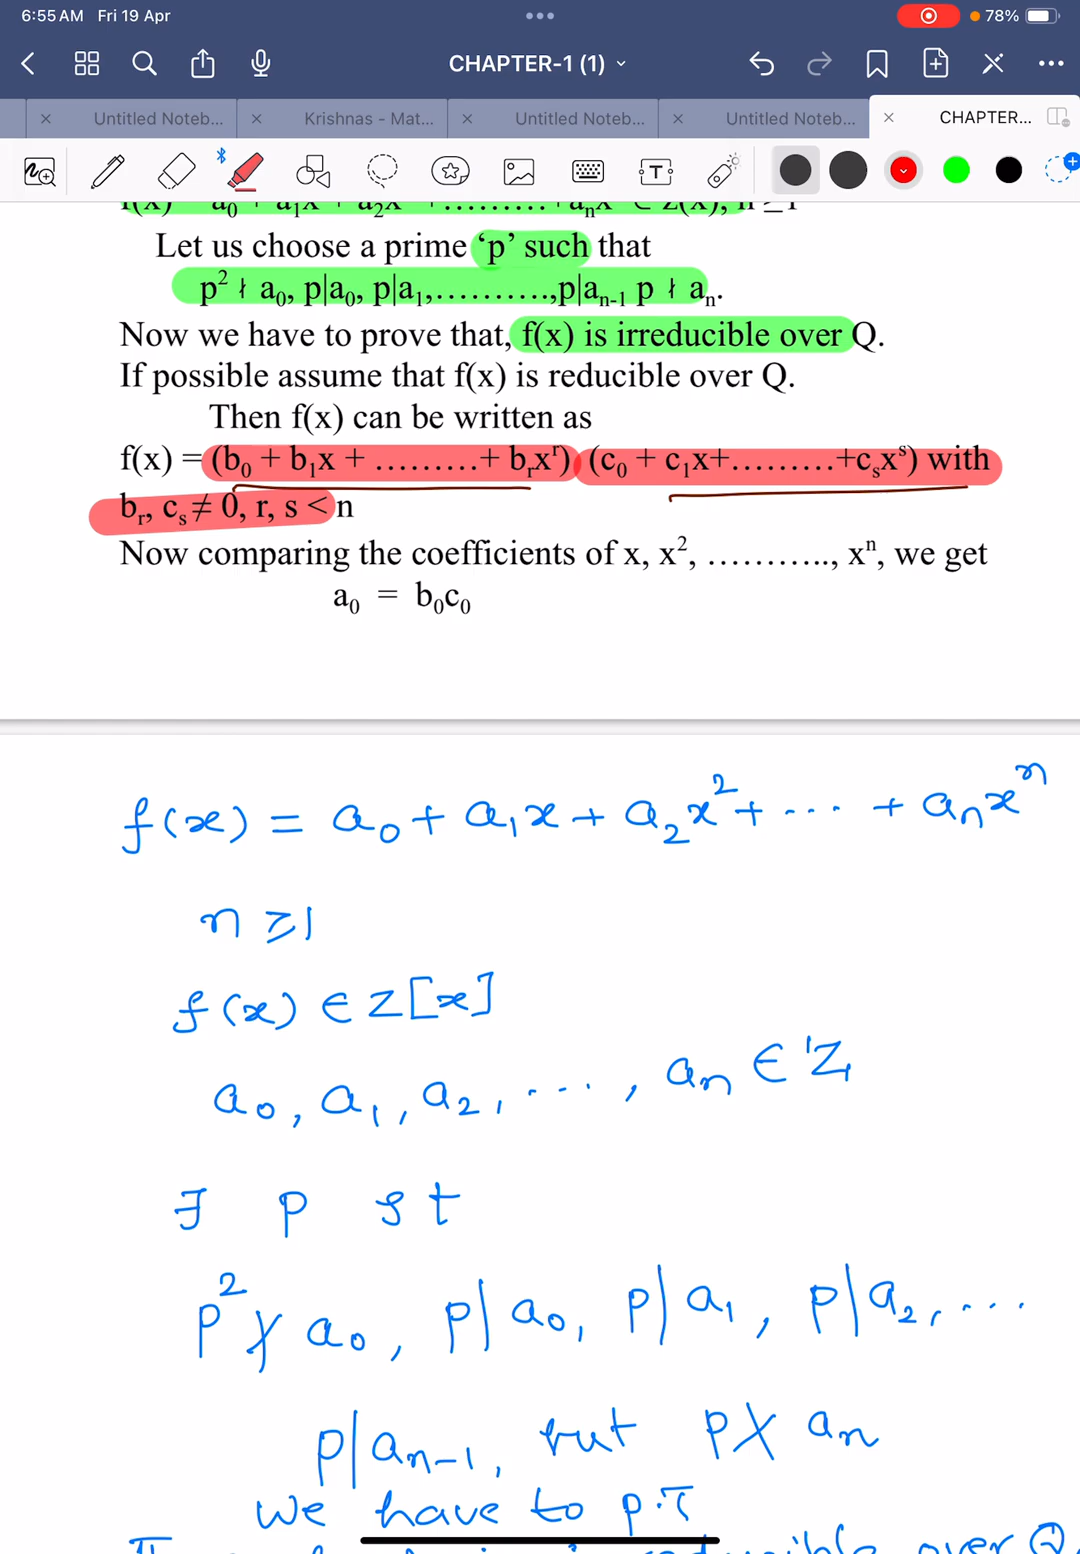 6:55 AM Fri 19 Apr
78%
CHAPTER-1 (1)
Untitled Noteb... Krishnas - Mat... Untitled Noteb... Untitled Noteb... CHAPTER...
Let us choose a prime ‘p’ such that
p² ∤ a₀, p|a₀, p|a₁,...........,p|aₙ₋₁ p ∤ aₙ.
Now we have to prove that, f(x) is irreducible over Q.
If possible assume that f(x) is reducible over Q.
Then f(x) can be written as
f(x) = (b₀ + b₁x + .........+ bᵣxʳ) (c₀ + c₁x+.........+cₛxˢ) with
bᵣ, cₛ ≠ 0, r, s < n
Now comparing the coefficients of x, x², ..........., xⁿ, we get
a₀ = b₀c₀
f(x) = a₀ + a₁x + a₂x² + ... + aₙxⁿ
n ≥ 1
f(x) ∈ Z[x]
a₀, a₁, a₂, ..., aₙ ∈ Z
∃ p st
p² ∤ a₀, p|a₀, p|a₁, p|a₂, ...
p|aₙ₋₁, but p ∤ aₙ
We have to p.T
over Q